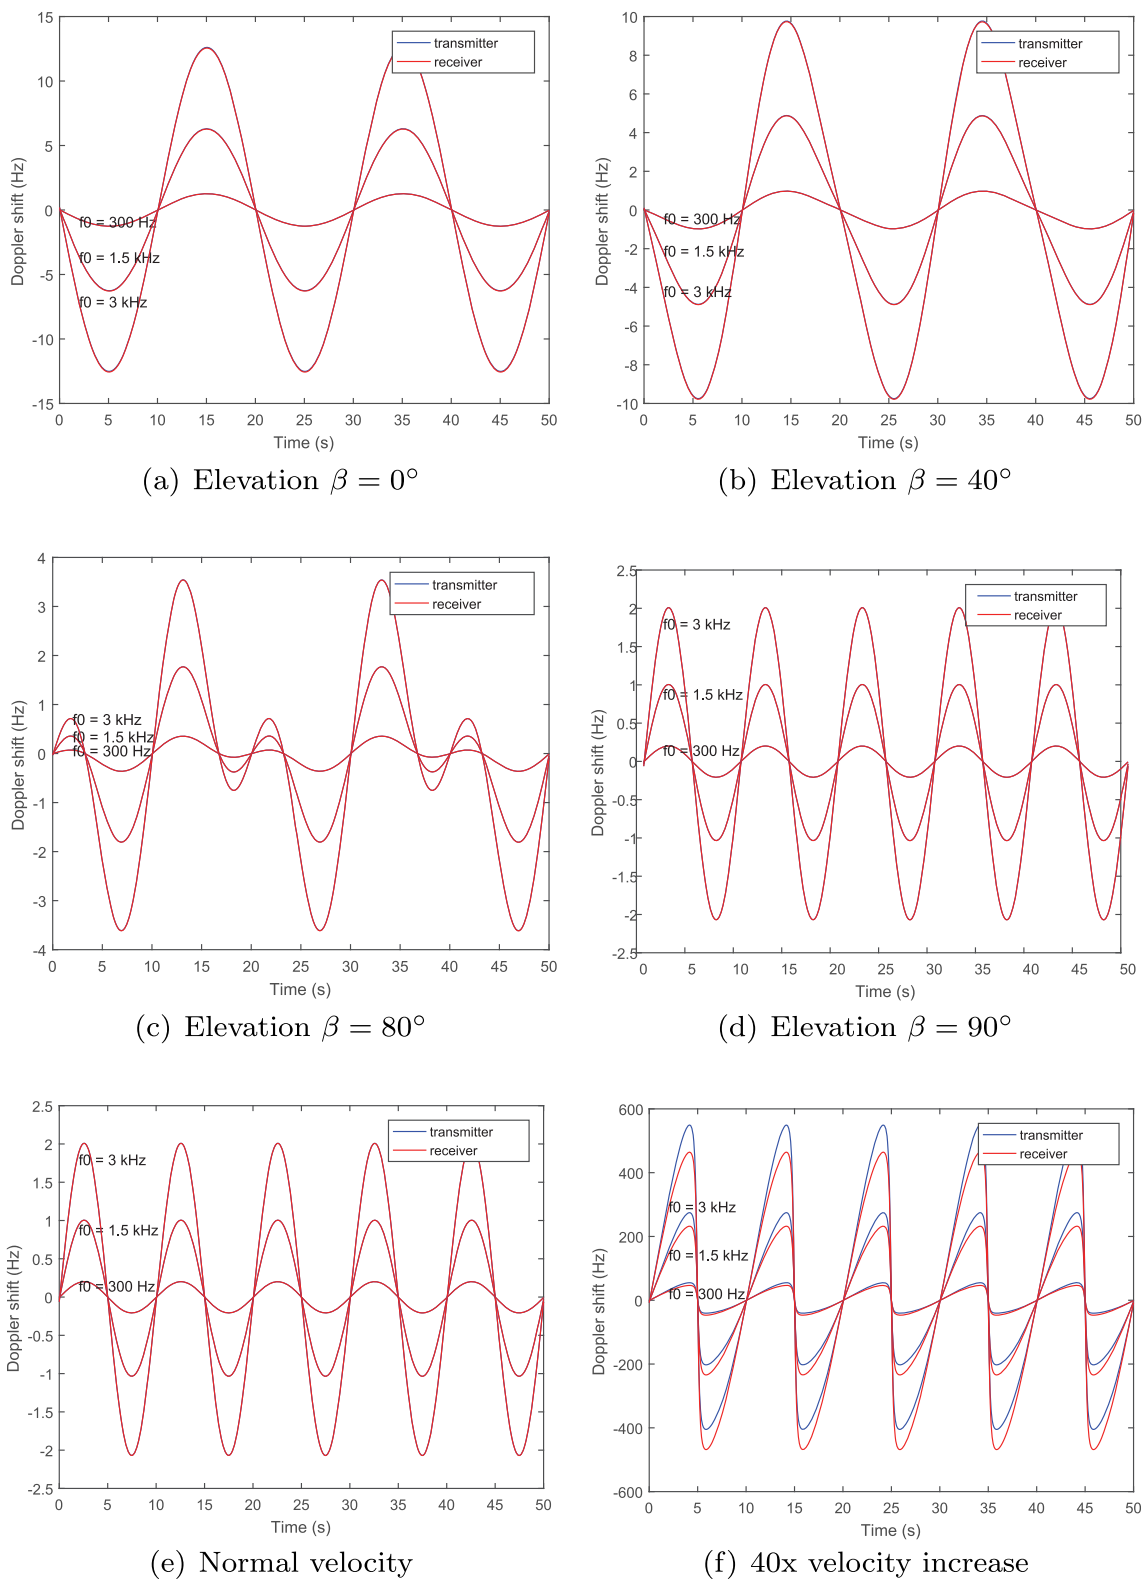 15
10
5
0
-5
-10
-15
Doppler shift (Hz)
transmitter
receiver
f0 = 300 Hz
f0 = 1.5 kHz
f0 = 3 kHz
0 5 10 15 20 25 30 35 40 45 50
Time (s)
(a) Elevation β = 0°
10
8
6
4
2
0
-2
-4
-6
-8
-10
Doppler shift (Hz)
transmitter
receiver
f0 = 300 Hz
f0 = 1.5 kHz
f0 = 3 kHz
0 5 10 15 20 25 30 35 40 45 50
Time (s)
(b) Elevation β = 40°
4
3
2
1
0
-1
-2
-3
-4
Doppler shift (Hz)
transmitter
receiver
f0 = 3 kHz
f0 = 1.5 kHz
f0 = 300 Hz
0 5 10 15 20 25 30 35 40 45 50
Time (s)
(c) Elevation β = 80°
2.5
2
1.5
1
0.5
0
-0.5
-1
-1.5
-2
-2.5
Doppler shift (Hz)
transmitter
receiver
f0 = 3 kHz
f0 = 1.5 kHz
f0 = 300 Hz
0 5 10 15 20 25 30 35 40 45 50
Time (s)
(d) Elevation β = 90°
2.5
2
1.5
1
0.5
0
-0.5
-1
-1.5
-2
-2.5
Doppler shift (Hz)
transmitter
receiver
f0 = 3 kHz
f0 = 1.5 kHz
f0 = 300 Hz
0 5 10 15 20 25 30 35 40 45 50
Time (s)
(e) Normal velocity
600
400
200
0
-200
-400
-600
Doppler shift (Hz)
transmitter
receiver
f0 = 3 kHz
f0 = 1.5 kHz
f0 = 300 Hz
0 5 10 15 20 25 30 35 40 45 50
Time (s)
(f) 40x velocity increase